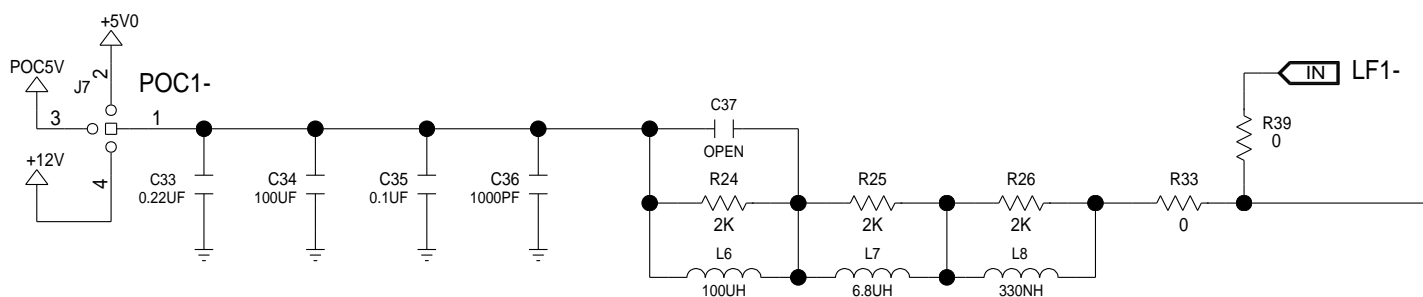 +5V0
POC5V
J7
2
POC1-
3
1
+12V
4
C33
0.22UF
C34
100UF
C35
0.1UF
C36
1000PF
C37
OPEN
R24
2K
R25
2K
R26
2K
R33
0
L6
100UH
L7
6.8UH
L8
330NH
IN
LF1-
R39
0